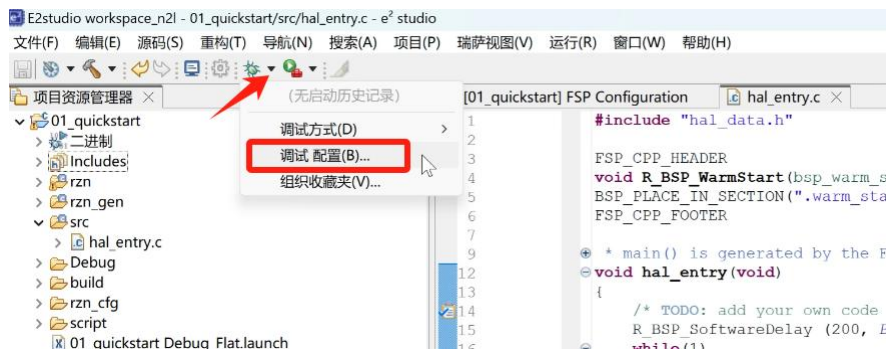 E2studio workspace_n2l - 01_quickstart/src/hal_entry.c - e² studio
文件(F) 编辑(E) 源码(S) 重构(T) 导航(N) 搜索(A) 项目(P) 瑞萨视图(V) 运行(R) 窗口(W) 帮助(H)
项目资源管理器
(无启动历史记录)
调试方式(D)
调试 配置(B)...
组织收藏夹(V)...
01_quickstart
二进制
Includes
rzn
rzn_gen
src
hal_entry.c
Debug
build
rzn_cfg
script
01_quickstart Debug_Flat.launch
[01_quickstart] FSP Configuration
hal_entry.c
1 #include "hal_data.h"
2
3 FSP_CPP_HEADER
4 void R_BSP_WarmStart(bsp_warm_s
5 BSP_PLACE_IN_SECTION(".warm_sta
6 FSP_CPP_FOOTER
7
9 * main() is generated by the F
12 void hal_entry(void)
13 {
14 /* TODO: add your own code
15 R_BSP_SoftwareDelay (200, B
16 while(1)